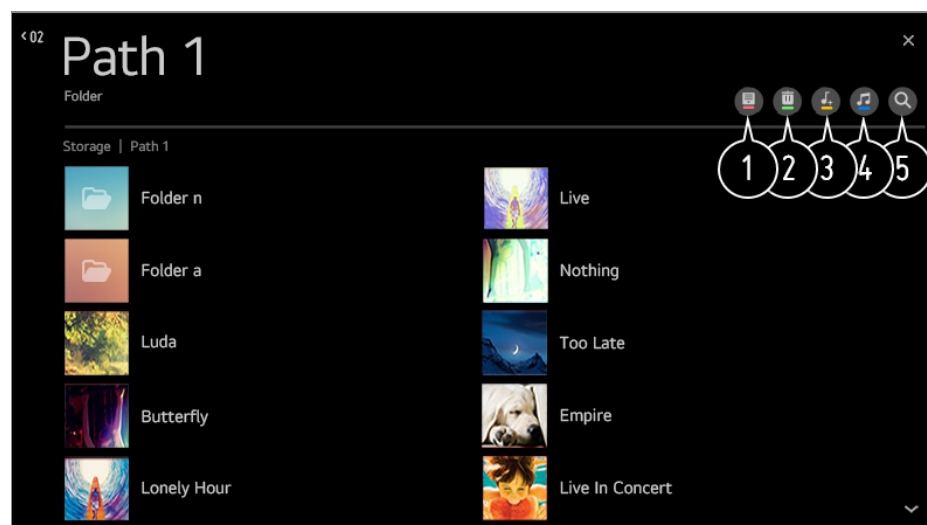 < 02
Path 1
Folder
1 2 3 4 5
Storage | Path 1
Folder n
Live
Folder a
Nothing
Luda
Too Late
Butterfly
Empire
Lonely Hour
Live In Concert